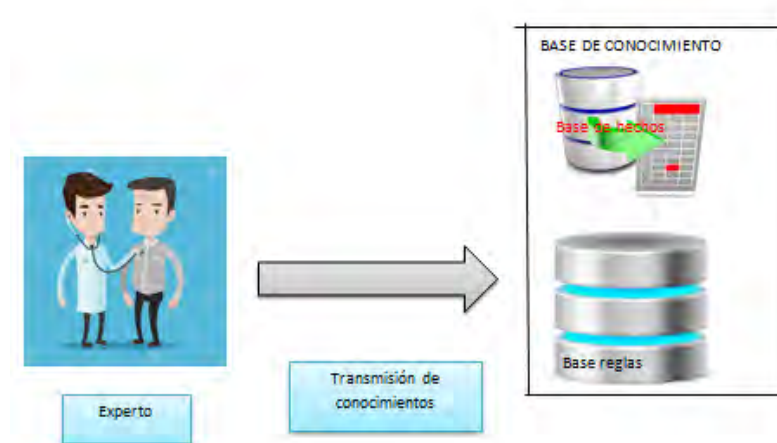 BASE DE CONOCIMIENTO
Base de hechos
Base reglas
Transmisión de
conocimientos
Experto